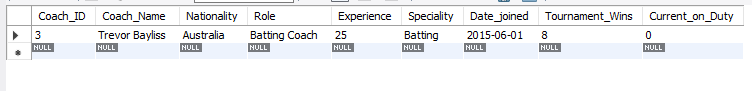 Coach_ID Coach_Name Nationality Role Experience Speciality Date_joined Tournament_Wins Current_on_Duty
3 Trevor Bayliss Australia Batting Coach 25 Batting 2015-06-01 8 0
NULL NULL NULL NULL NULL NULL NULL NULL NULL